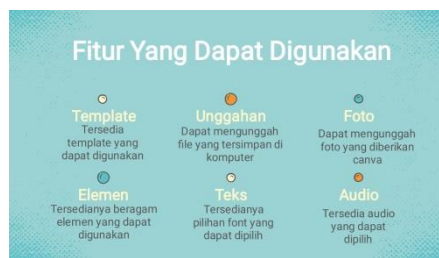 Fitur Yang Dapat Digunakan
Template
Tersedia
template yang
dapat digunakan
Unggahan
Dapat mengunggah
file yang tersimpan di
komputer
Foto
Dapat mengunggah
foto yang diberikan
canva
Elemen
Tersedianya beragam
elemen yang dapat
digunakan
Teks
Tersedianya
pilihan font yang
dapat dipilih
Audio
Tersedia audio
yang dapat
dipilih